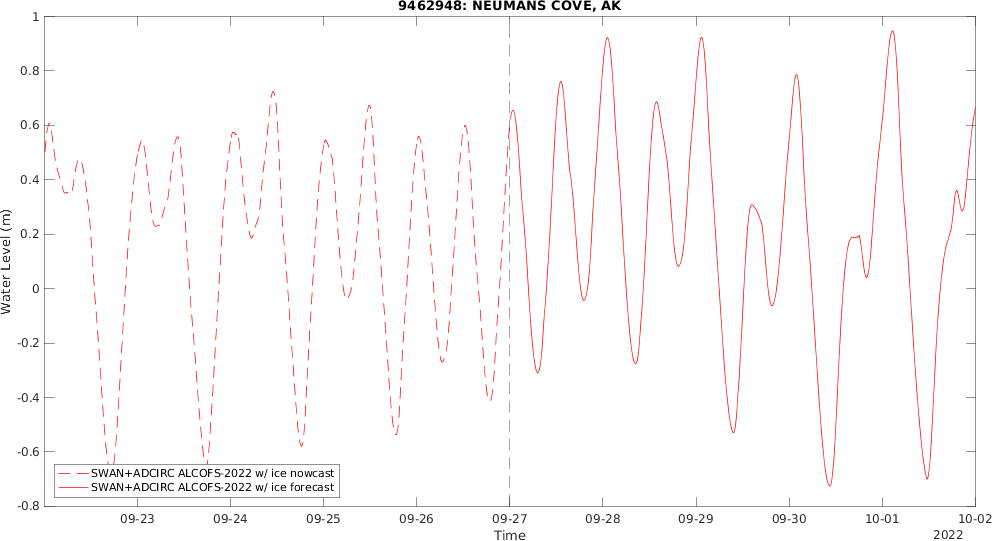 9462948: NEUMANS COVE, AK
1
0.8
0.6
0.4
0.2
0
-0.2
-0.4
-0.6
-0.8
Water Level (m)
SWAN+ADCIRC ALCOFS-2022 w/ ice nowcast
SWAN+ADCIRC ALCOFS-2022 w/ ice forecast
09-23 09-24 09-25 09-26 09-27 09-28 09-29 09-30 10-01 10-02
Time
2022